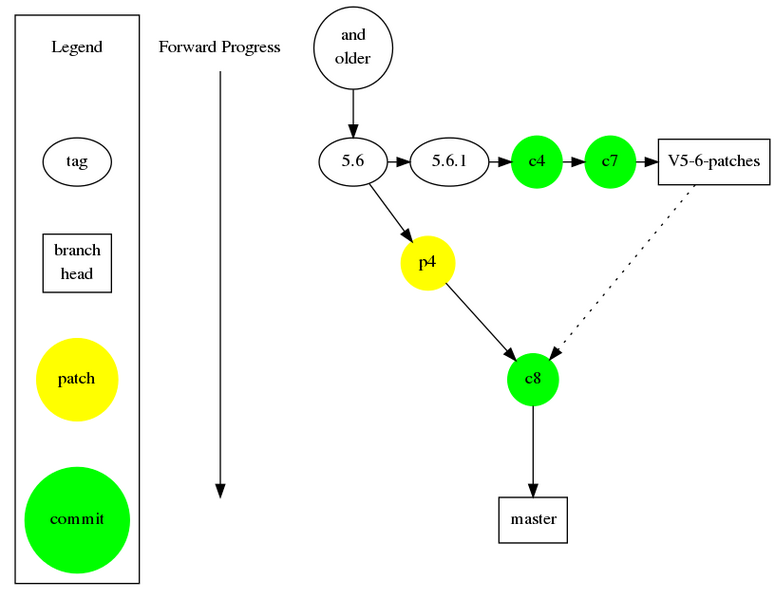 Legend
Forward Progress
and
older
tag
5.6
5.6.1
c4
c7
V5-6-patches
branch
head
p4
patch
c8
commit
master